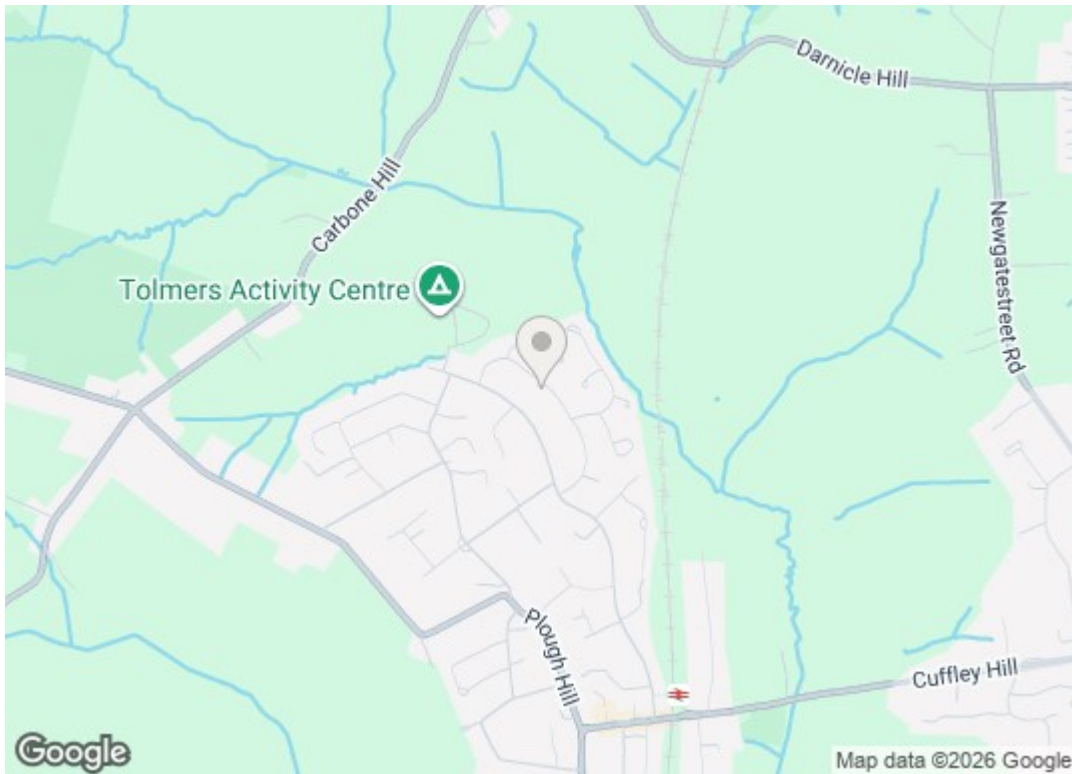 Darnicle Hill
Carbone Hill
Newgatestreet Rd
Tolmers Activity Centre
Plough Hill
Cuffley Hill
Google
Map data ©2026 Google